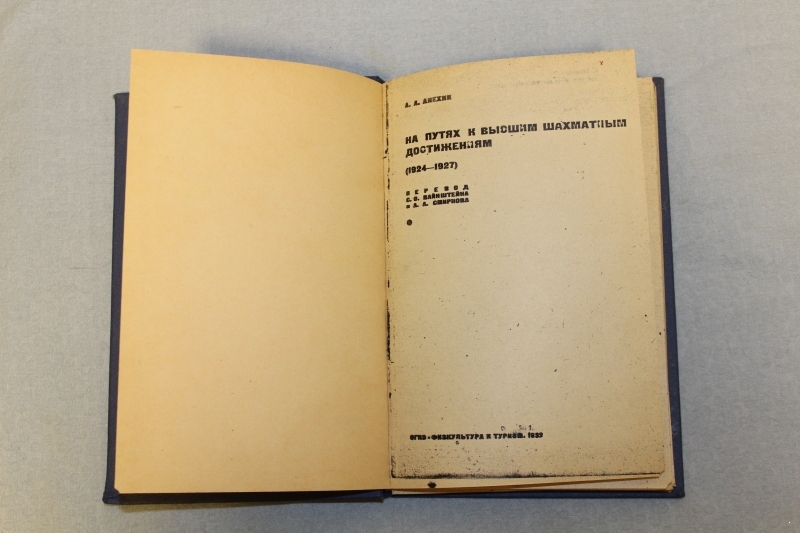 А. А. АЛЕХИН
НА ПУТЯХ К ВЫСШИМ ШАХМАТНЫМ
ДОСТИЖЕНИЯМ
(1924—1927)
ПЕРЕВОД
С. О. ВАЙНШТЕЙНА
и А. А. СМИРНОВА
ОГИЗ • ФИЗКУЛЬТУРА И ТУРИЗМ. 1932